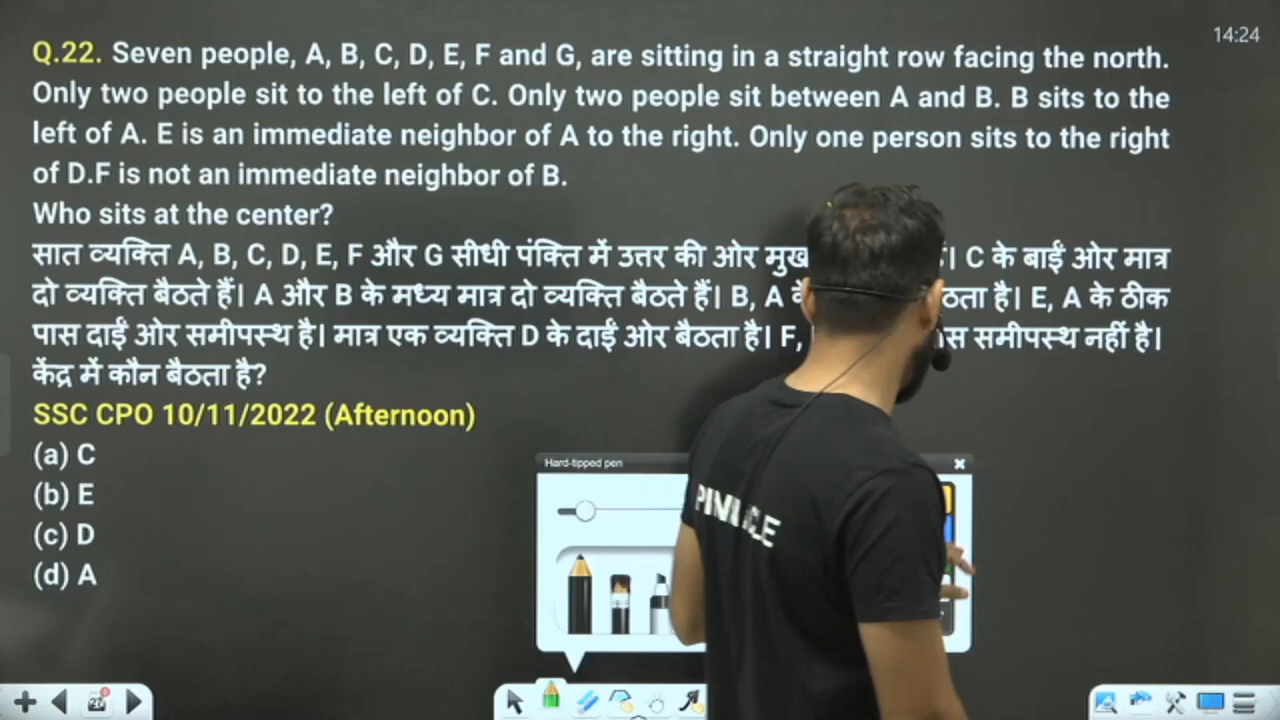 14:24
Q.22. Seven people, A, B, C, D, E, F and G, are sitting in a straight row facing the north.
Only two people sit to the left of C. Only two people sit between A and B. B sits to the
left of A. E is an immediate neighbor of A to the right. Only one person sits to the right
of D.F is not an immediate neighbor of B.
Who sits at the center?
सात व्यक्ति A, B, C, D, E, F और G सीधी पंक्ति में उत्तर की ओर मुख । C के बाईं ओर मात्र
दो व्यक्ति बैठते हैं। A और B के मध्य मात्र दो व्यक्ति बैठते हैं। B, A है। E, A के ठीक
पास दाईं ओर समीपस्थ है। मात्र एक व्यक्ति D के दाईं ओर बैठता है। F, समीपस्थ नहीं है।
केंद्र में कौन बैठता है?
SSC CPO 10/11/2022 (Afternoon)
(a) C
(b) E
(c) D
(d) A
Hard-tipped pen
PINNACLE